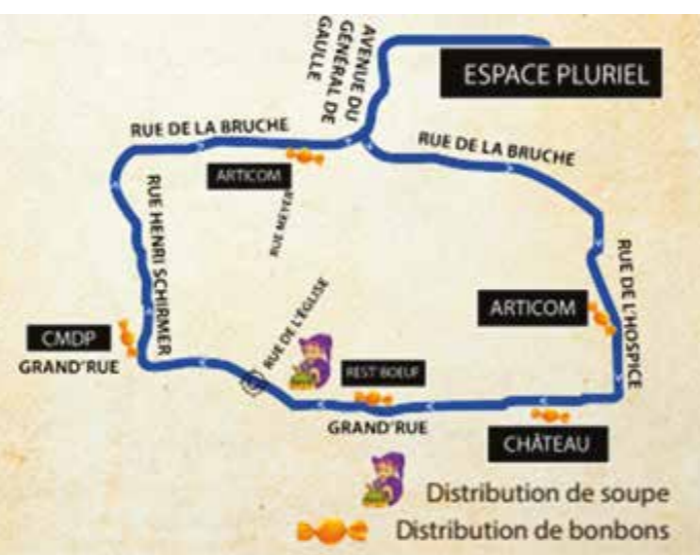 AVENUE DU
GÉNÉRAL DE
GAULLE
ESPACE PLURIEL
RUE DE LA BRUCHE
RUE DE LA BRUCHE
ARTICOM
RUE MEYER
RUE HENRI SCHIRMER
RUE DE L'HOSPICE
ARTICOM
RUE DE L'ÉGLISE
CMDP
GRAND'RUE
REST' BOEUF
GRAND'RUE
CHÂTEAU
Distribution de soupe
Distribution de bonbons